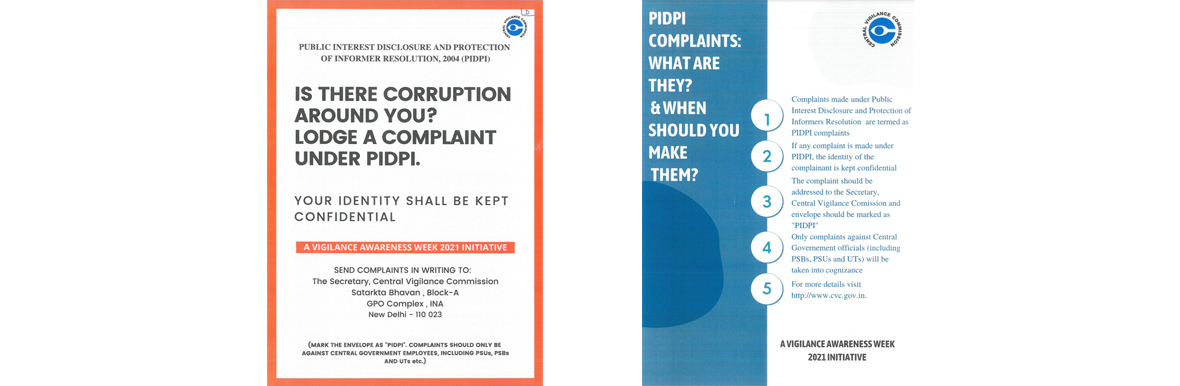 CENTRAL VIGILANCE COMMISSION
PUBLIC INTEREST DISCLOSURE AND PROTECTION
OF INFORMER RESOLUTION, 2004 (PIDPI)
IS THERE CORRUPTION
AROUND YOU?
LODGE A COMPLAINT
UNDER PIDPI.
YOUR IDENTITY SHALL BE KEPT
CONFIDENTIAL
A VIGILANCE AWARENESS WEEK 2021 INITIATIVE
SEND COMPLAINTS IN WRITING TO:
The Secretary, Central Vigilance Commission
Satarkta Bhavan , Block-A
GPO Complex , INA
New Delhi - 110 023
(MARK THE ENVELOPE AS "PIDPI". COMPLAINTS SHOULD ONLY BE
AGAINST CENTRAL GOVERNMENT EMPLOYEES, INCLUDING PSUs, PSBs
AND UTs etc.)
PIDPI
COMPLAINTS:
WHAT ARE
THEY?
& WHEN
SHOULD YOU
MAKE
THEM?
CENTRAL VIGILANCE COMMISSION
1
Complaints made under Public
Interest Disclosure and Protection of
Informers Resolution are termed as
PIDPI complaints
2
If any complaint is made under
PIDPI, the identity of the
complainant is kept confidential
3
The complaint should be
addressed to the Secretary,
Central Vigilance Comission and
envelope should be marked as
"PIDPI"
4
Only complaints against Central
Governement officials (including
PSBs, PSUs and UTs) will be
taken into cognizance
5
For more details visit
http://www.cvc.gov.in.
A VIGILANCE AWARENESS WEEK
2021 INITIATIVE